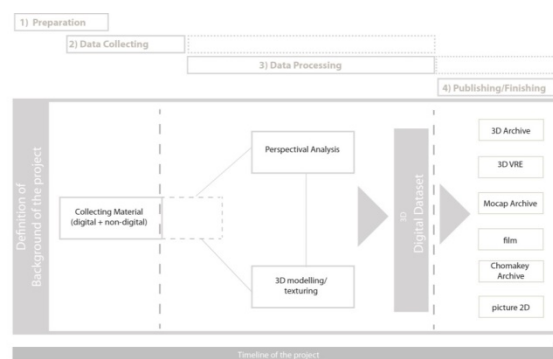 1) Preparation
2) Data Collecting
3) Data Processing
4) Publishing/Finishing
Definition of
Background of the project
Collecting Material
(digital + non-digital)
Perspectival Analysis
3D modelling/
texturing
3D
Digital Dataset
3D Archive
3D VRE
Mocap Archive
film
Chomakey
Archive
picture 2D
Timeline of the project